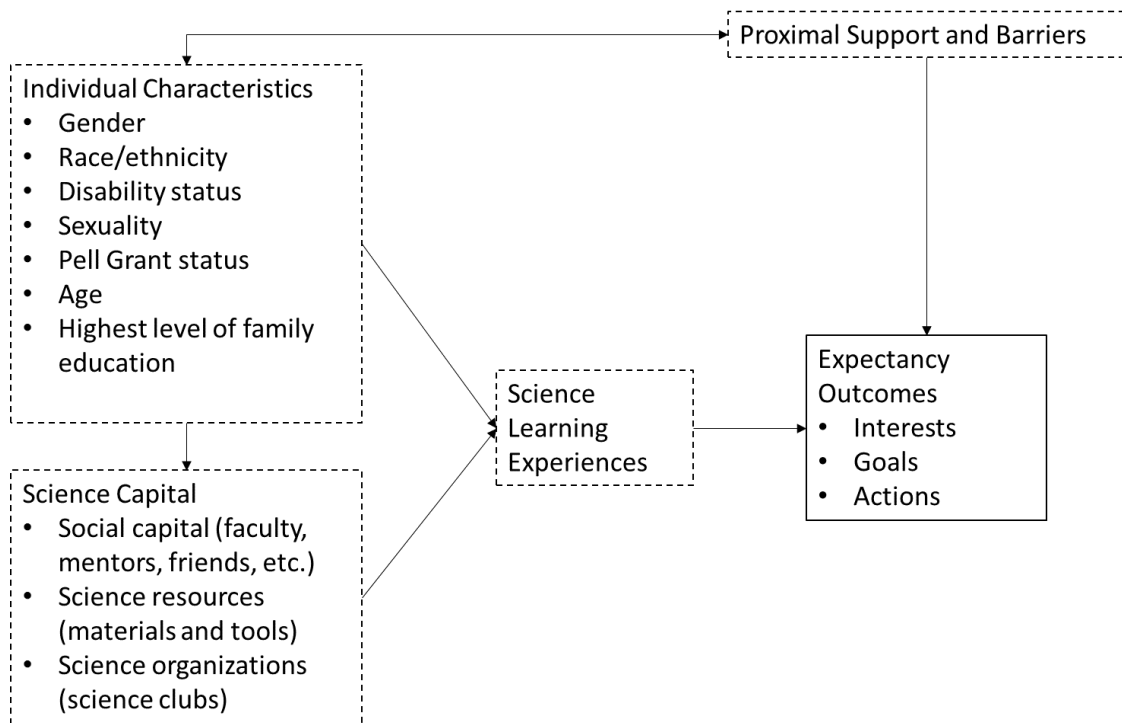 Proximal Support and Barriers
Individual Characteristics
• Gender
• Race/ethnicity
• Disability status
• Sexuality
• Pell Grant status
• Age
• Highest level of family
education
Science Capital
• Social capital (faculty,
mentors, friends, etc.)
• Science resources
(materials and tools)
• Science organizations
(science clubs)
Science
Learning
Experiences
Expectancy
Outcomes
• Interests
• Goals
• Actions